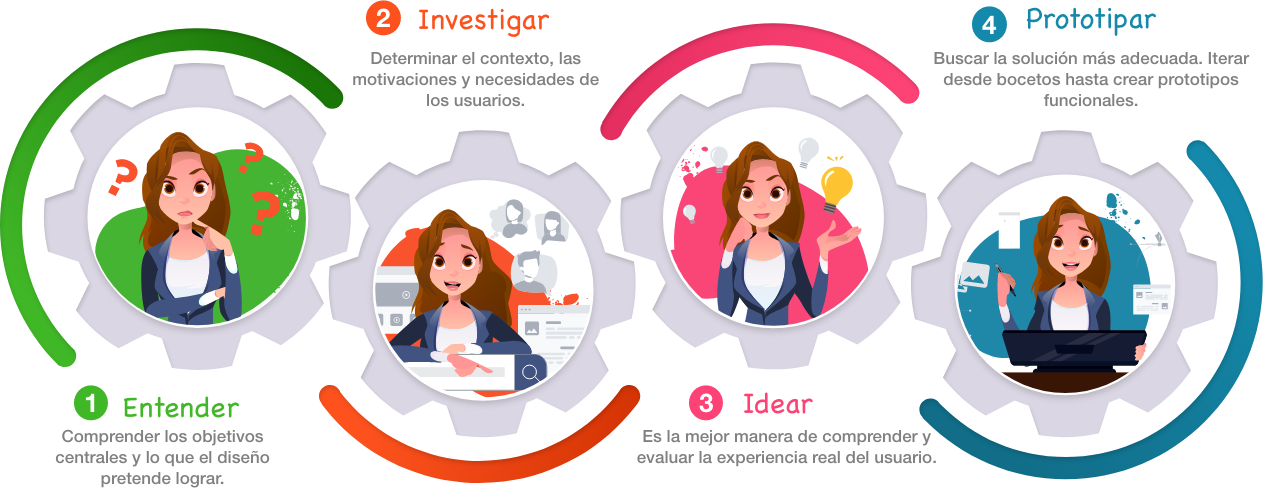 1 Entender
Comprender los objetivos
centrales y lo que el diseño
pretende lograr.
2 Investigar
Determinar el contexto, las
motivaciones y necesidades de
los usuarios.
3 Idear
Es la mejor manera de comprender y
evaluar la experiencia real del usuario.
4 Prototipar
Buscar la solución más adecuada. Iterar
desde bocetos hasta crear prototipos
funcionales.
? ? ?